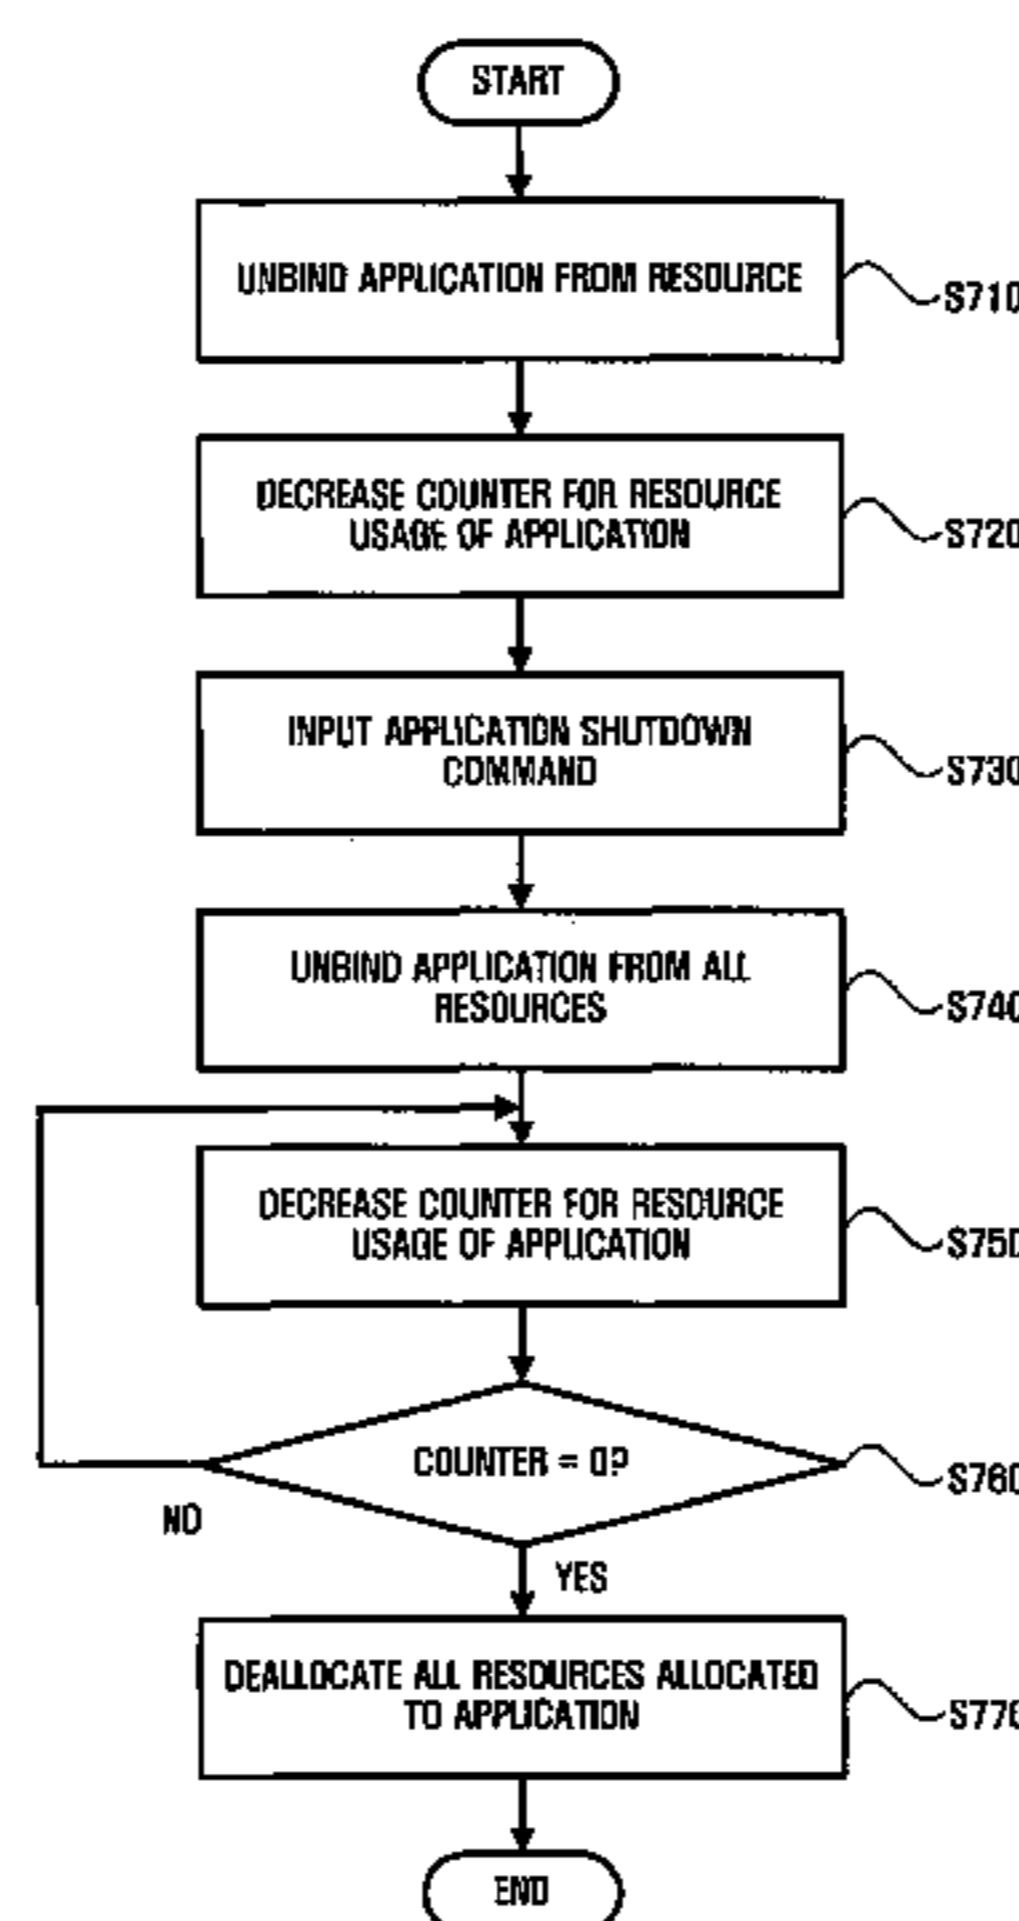 START
UNBIND APPLICATION FROM RESOURCE
S710
DECREASE COUNTER FOR RESOURCE
USAGE OF APPLICATION
S720
INPUT APPLICATION SHUTDOWN
COMMAND
S730
UNBIND APPLICATION FROM ALL
RESOURCES
S740
DECREASE COUNTER FOR RESOURCE
USAGE OF APPLICATION
S750
COUNTER = 0?
S760
NO
YES
DEALLOCATE ALL RESOURCES ALLOCATED
TO APPLICATION
S770
END